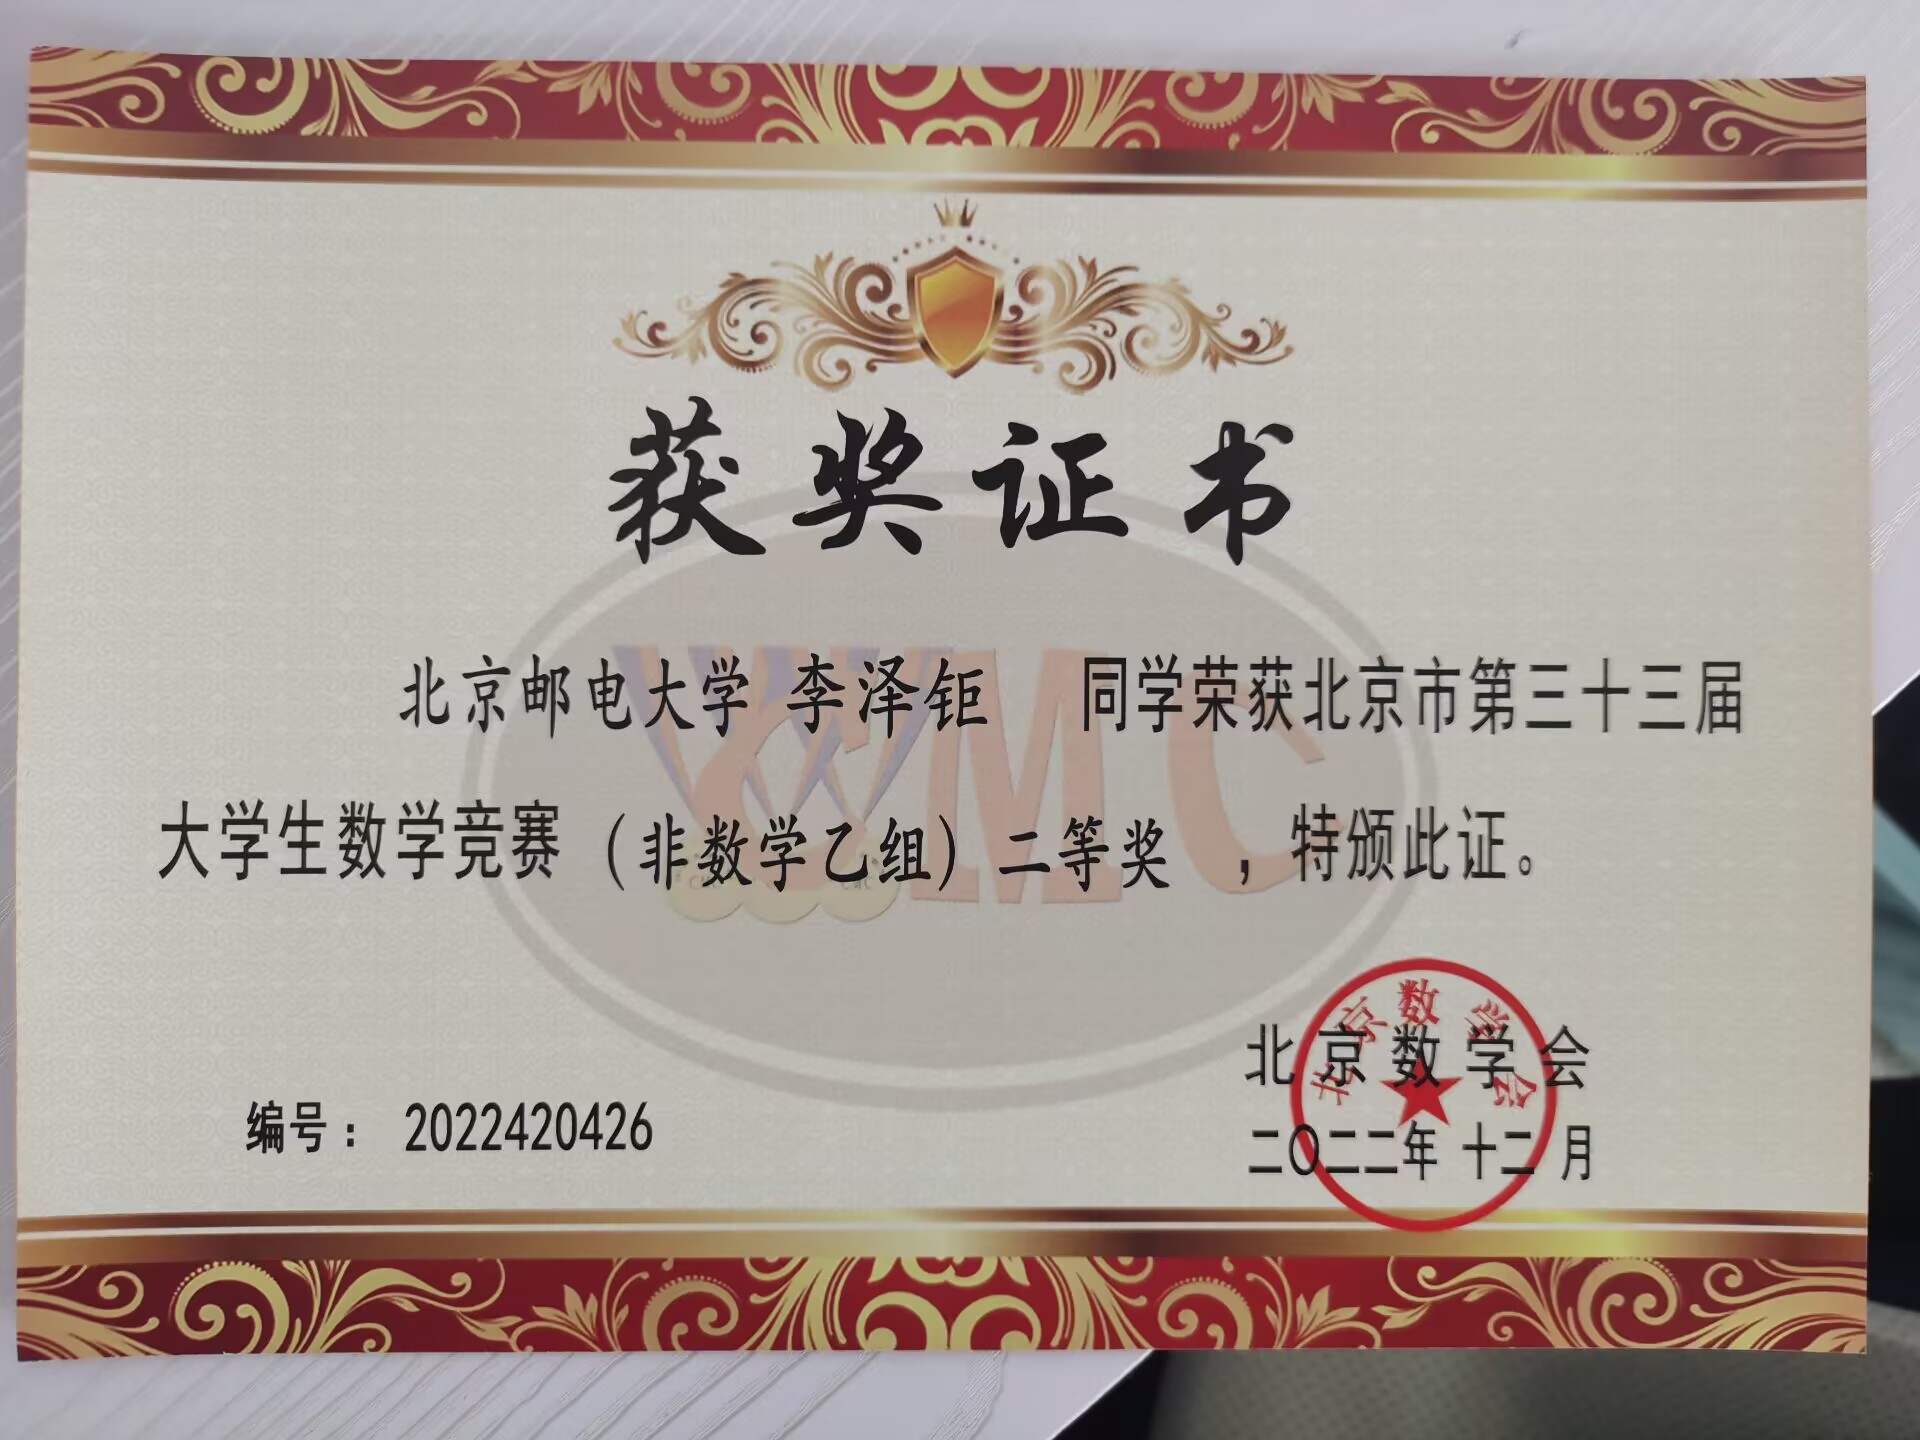 获奖证书
北京邮电大学 李泽钜 同学荣获北京市第三十三届
大学生数学竞赛（非数学乙组）二等奖 ，特颁此证。
北京数学会
北京数学会
编号： 2022420426
二〇二二年 十二 月
CMC